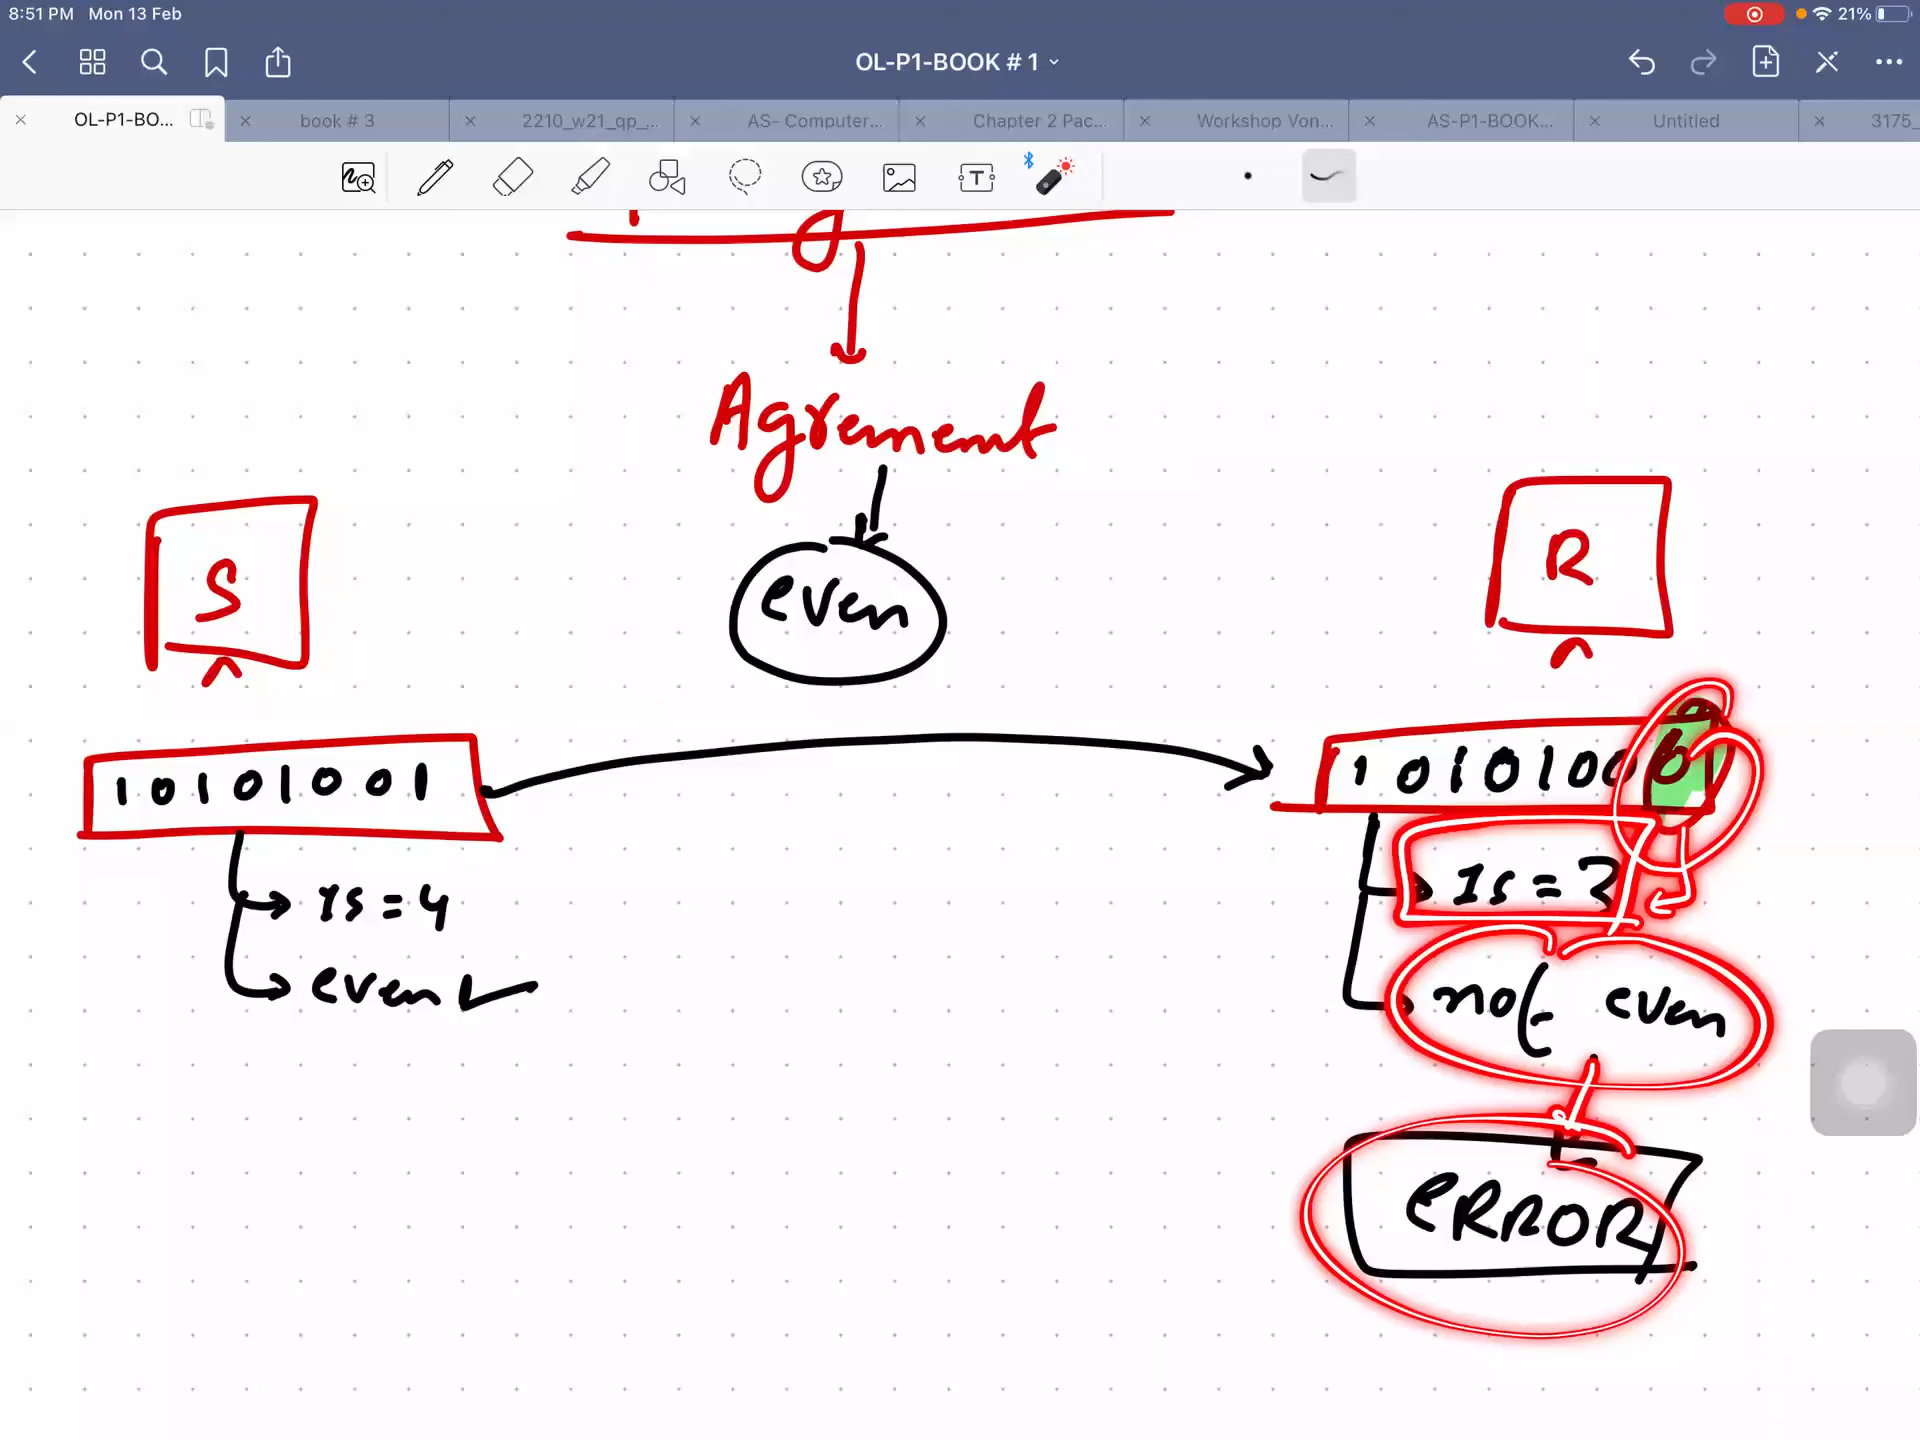 8:51 PM Mon 13 Feb
21%
OL-P1-BOOK # 1
OL-P1-BO...
book # 3
2210_w21_qp_...
AS- Computer...
Chapter 2 Pac...
Workshop Von...
AS-P1-BOOK...
Untitled
3175_
Agrement
even
S
R
10101001
10101000
1s = 4
even
1s = 3
not even
eRROR